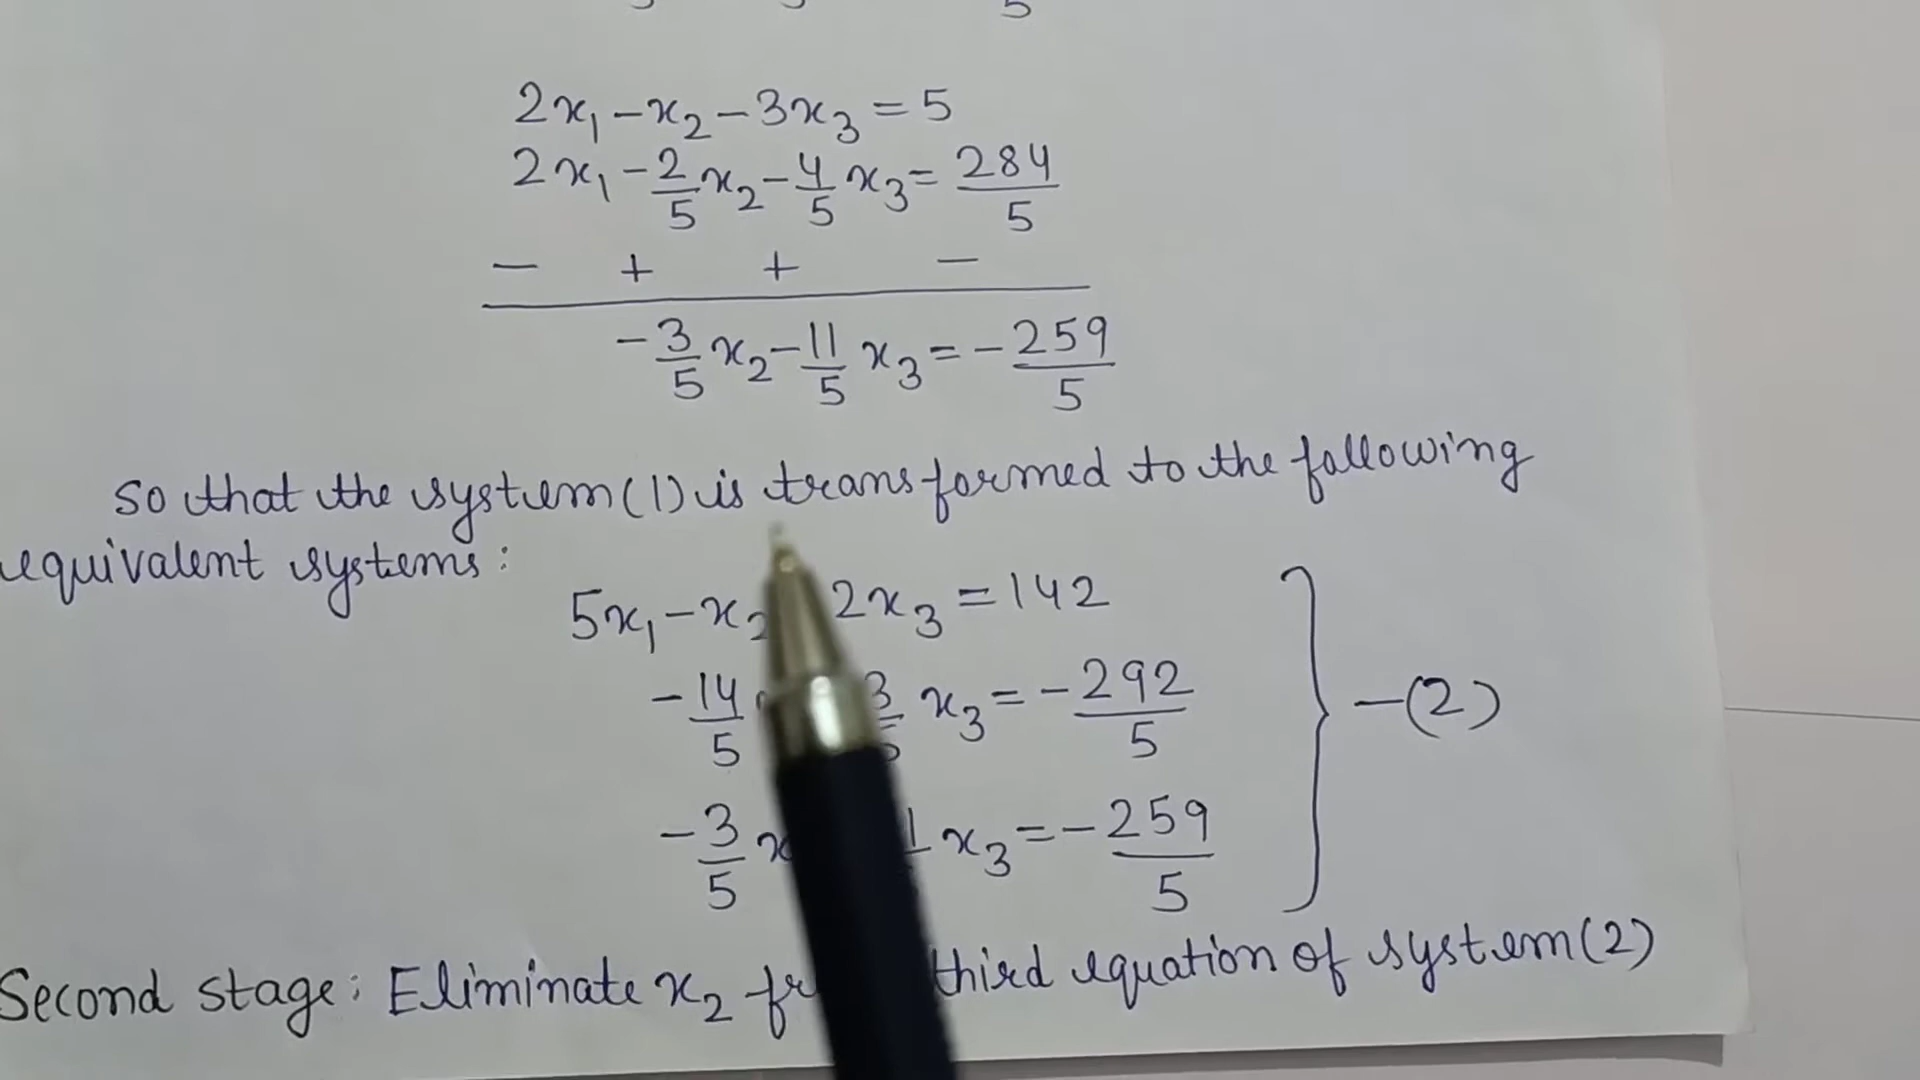 5
2x₁ - x₂ - 3x₃ = 5
2x₁ - 2/5 x₂ - 4/5 x₃ = 284/5
- + + -
-3/5 x₂ - 11/5 x₃ = -259/5
so that the system (1) is transformed to the following
equivalent systems:
5x₁ - x₂ 2x₃ = 142
-14/5 x₃ = -292/5
-3/5 x x₃ = -259/5
} - (2)
Second stage: Eliminate x₂ third equation of system (2)